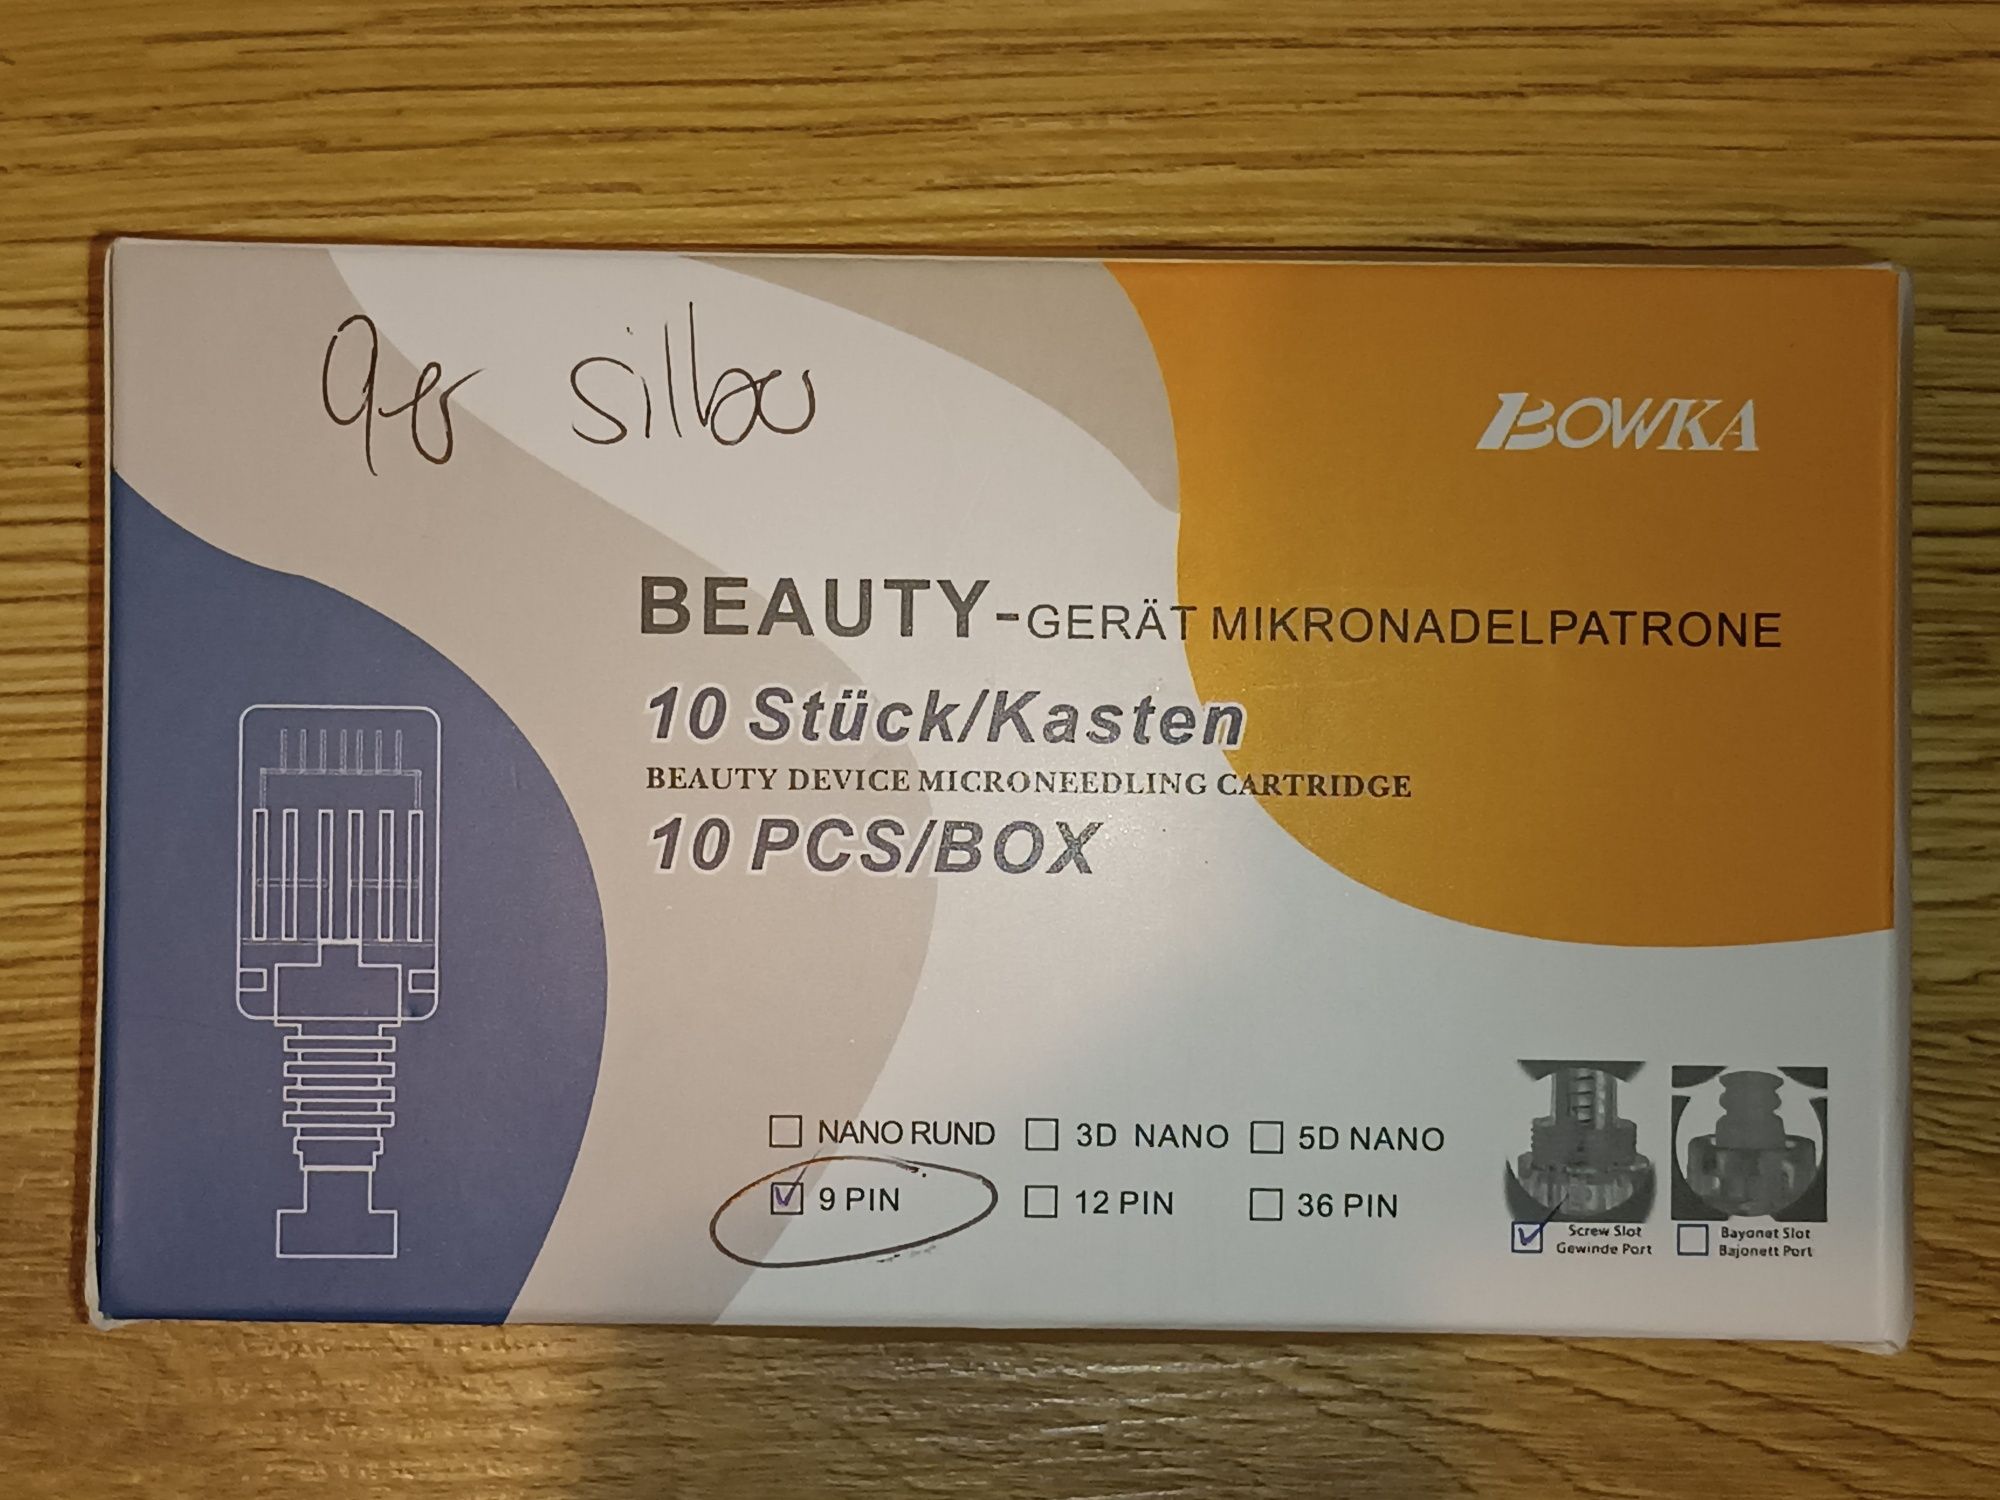 9er silber
BOWKA
BEAUTY-GERÄT MIKRONADELPATRONE
10 Stück/Kasten
BEAUTY DEVICE MICRONEEDLING CARTRIDGE
10 PCS/BOX
NANO RUND 3D NANO 5D NANO
9 PIN 12 PIN 36 PIN
Screw Slot
Gewinde Port
Bayonet Slot
Bajonett Port